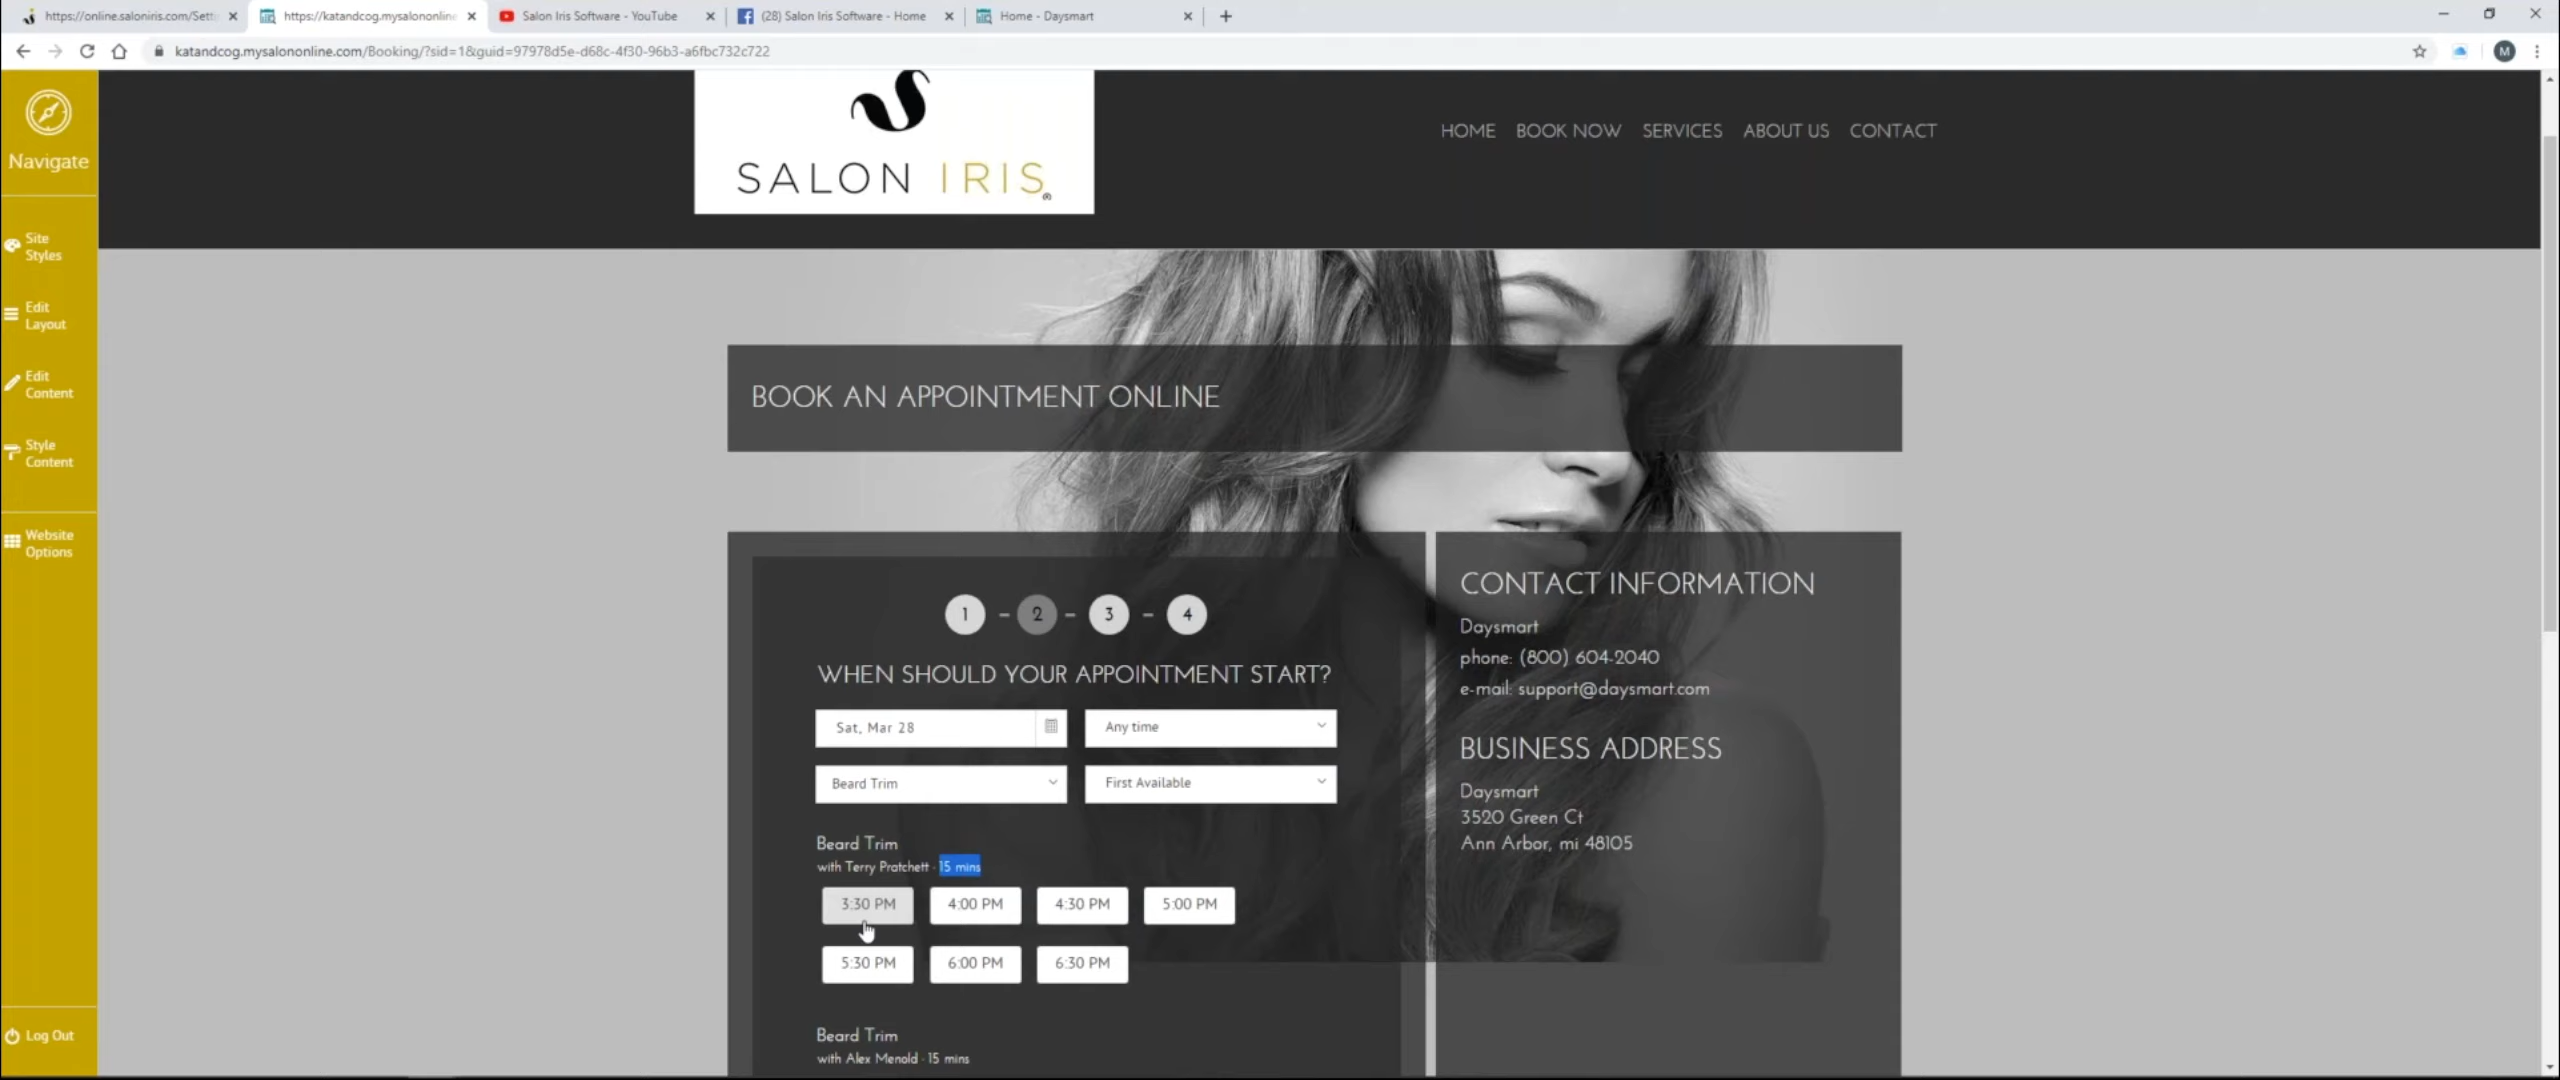 https://online.saloniris.com/Setti
https://katandcog.mysalononline
Salon Iris Software - YouTube
(28) Salon Iris Software - Home
Home - Daysmart
katandcog.mysalononline.com/Booking/?sid=1&guid=97978d5e-d68c-4f30-96b3-a6fbc732c722
M
Navigate
Site
Styles
Edit
Layout
Edit
Content
Style
Content
Website
Options
Log Out
SALON IRIS®
HOME BOOK NOW SERVICES ABOUT US CONTACT
BOOK AN APPOINTMENT ONLINE
1 - 2 - 3 - 4
WHEN SHOULD YOUR APPOINTMENT START?
Sat, Mar 28
Any time
Beard Trim
First Available
Beard Trim
with Terry Pratchett · 15 mins
3:30 PM 4:00 PM 4:30 PM 5:00 PM
5:30 PM 6:00 PM 6:30 PM
Beard Trim
with Alex Menold · 15 mins
CONTACT INFORMATION
Daysmart
phone: (800) 604-2040
e-mail: support@daysmart.com
BUSINESS ADDRESS
Daysmart
3520 Green Ct
Ann Arbor, mi 48105